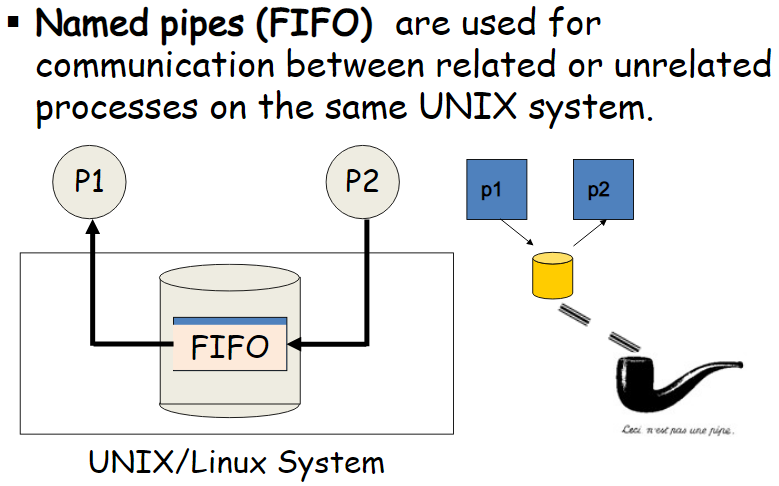 ▪ Named pipes (FIFO) are used for
communication between related or unrelated
processes on the same UNIX system.
P1
P2
p1
p2
FIFO
Ceci n'est pas une pipe.
UNIX/Linux System